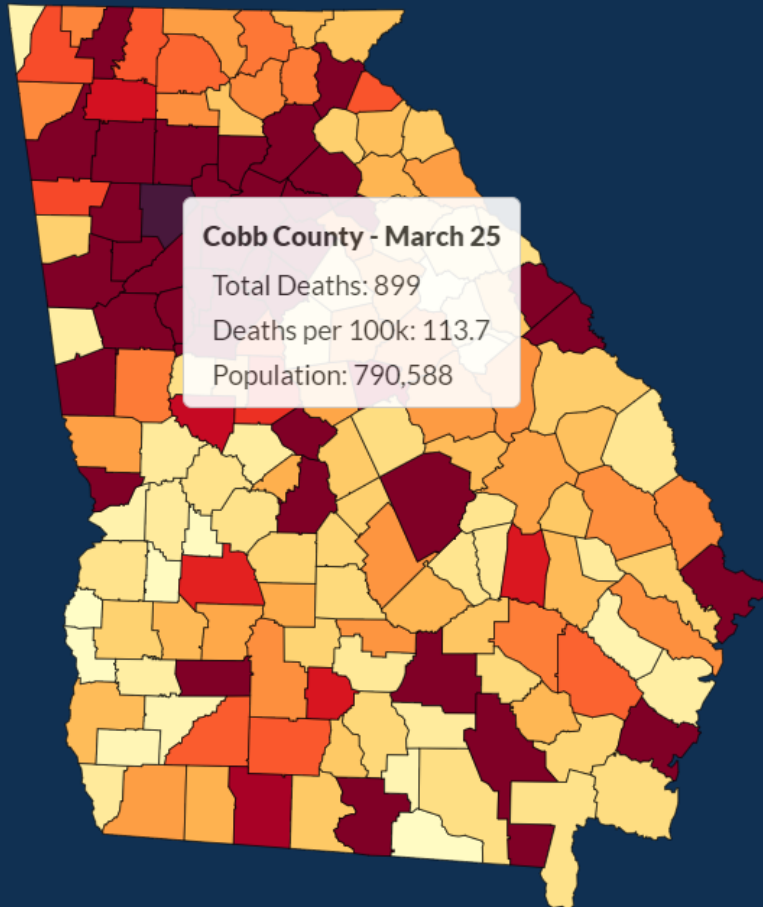 Cobb County - March 25
Total Deaths: 899
Deaths per 100k: 113.7
Population: 790,588